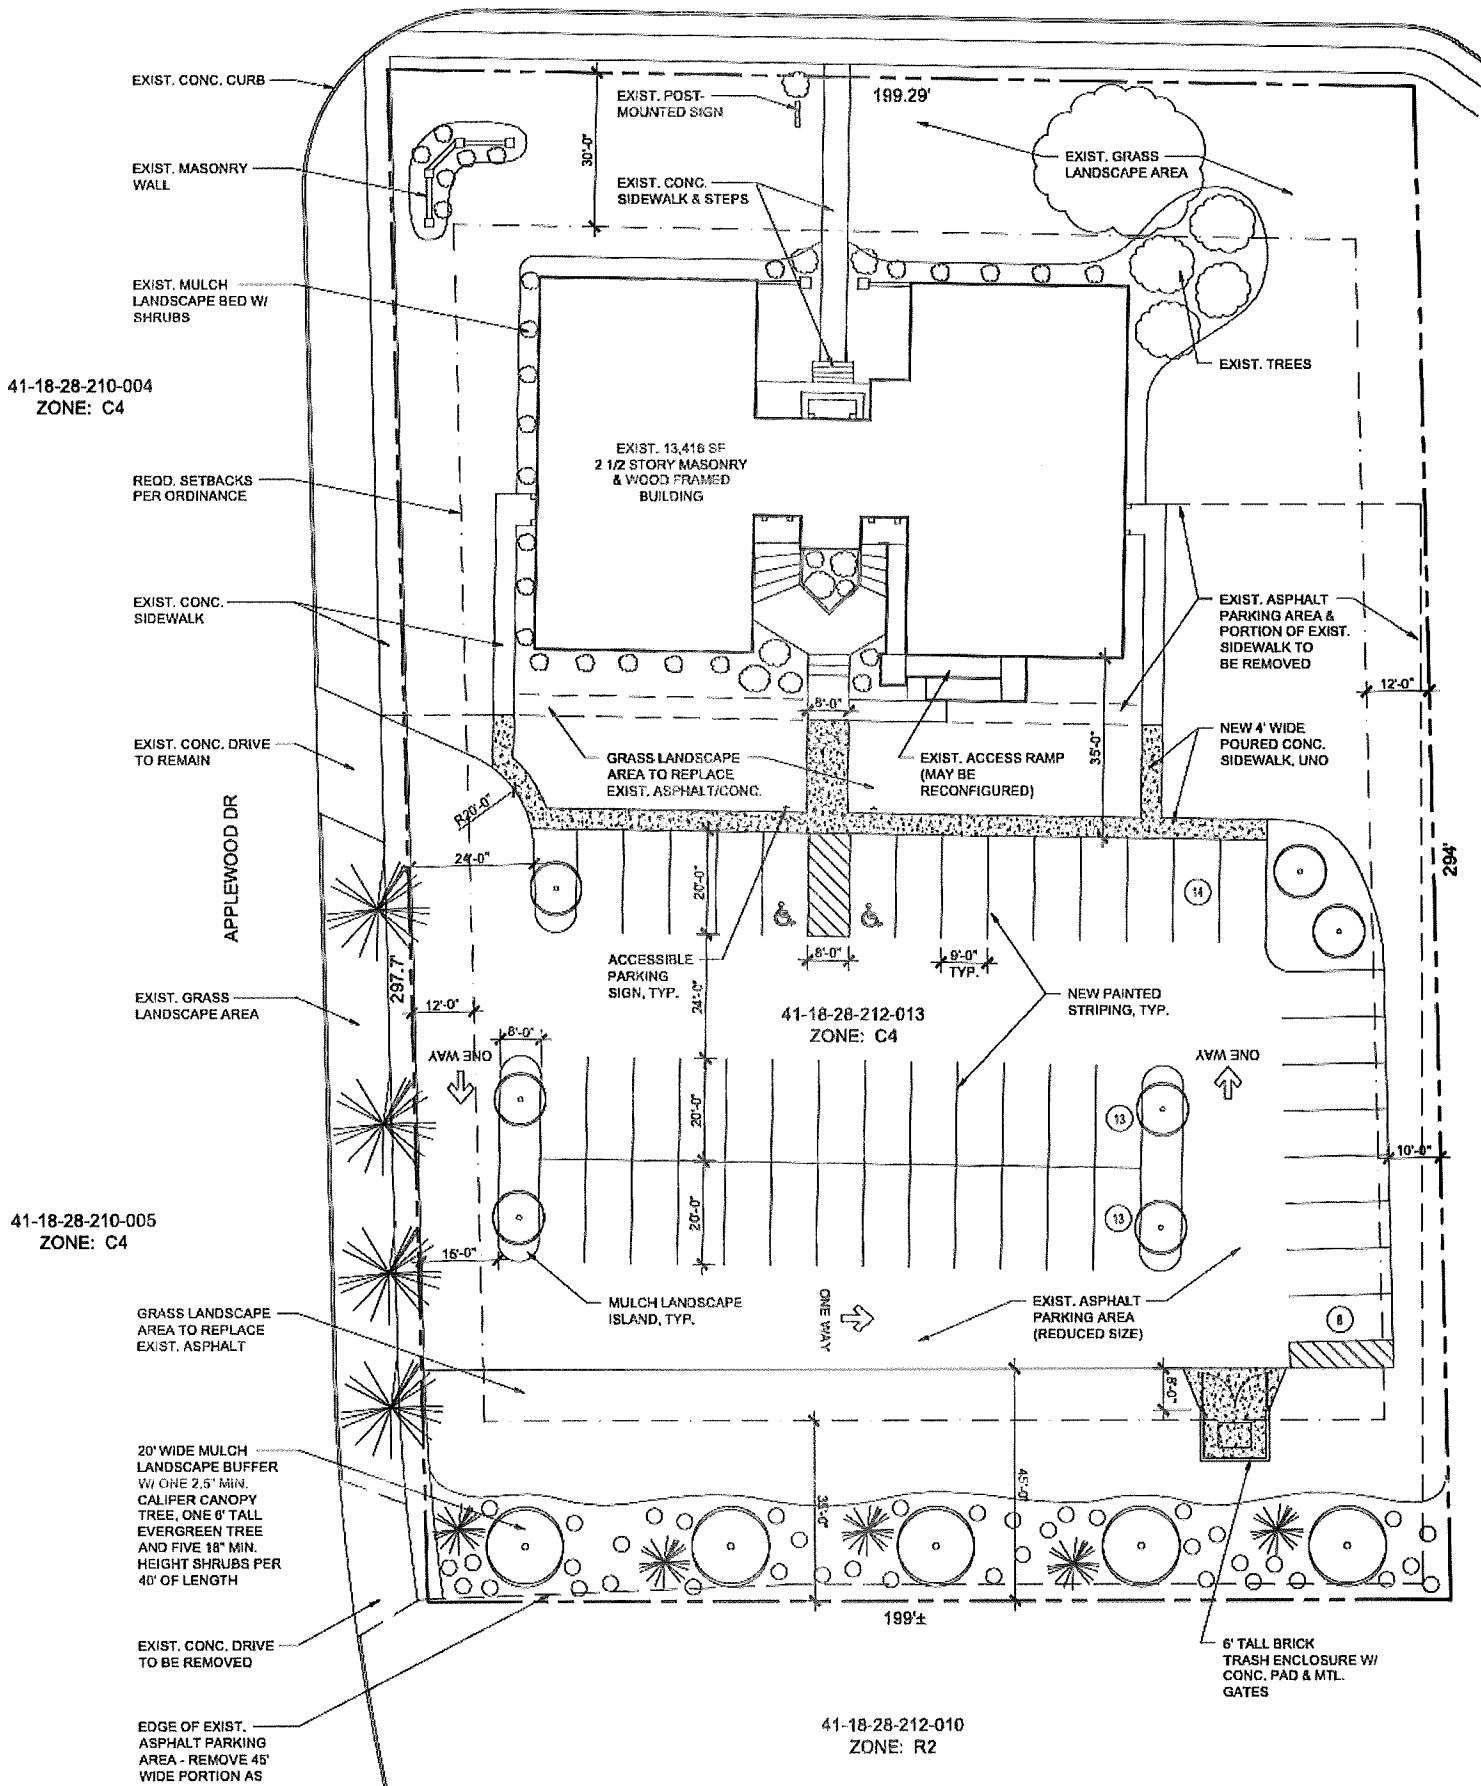 EXIST. CONC. CURB
EXIST. POST-
MOUNTED SIGN
199.29'
30'-0"
EXIST. GRASS
LANDSCAPE AREA
EXIST. MASONRY
WALL
EXIST. CONC.
SIDEWALK & STEPS
EXIST. MULCH
LANDSCAPE BED W/
SHRUBS
EXIST. TREES
41-18-28-210-004
ZONE: C4
EXIST. 13,416 SF
2 1/2 STORY MASONRY
& WOOD FRAMED
BUILDING
REQD. SETBACKS
PER ORDINANCE
EXIST. CONC.
SIDEWALK
EXIST. ASPHALT
PARKING AREA &
PORTION OF EXIST.
SIDEWALK TO
BE REMOVED
12'-0"
8'-0"
35'-0"
EXIST. CONC. DRIVE
TO REMAIN
GRASS LANDSCAPE
AREA TO REPLACE
EXIST. ASPHALT/CONC.
EXIST. ACCESS RAMP
(MAY BE
RECONFIGURED)
NEW 4' WIDE
POURED CONC.
SIDEWALK, UNO
R20'-0"
APPLEWOOD DR
24'-0"
20'-0"
14
294'
ACCESSIBLE
PARKING
SIGN, TYP.
8'-0"
9'-0"
TYP.
297.7'
EXIST. GRASS
LANDSCAPE AREA
12'-0"
24'-0"
41-18-28-212-013
ZONE: C4
NEW PAINTED
STRIPING, TYP.
8'-0"
ONE WAY
ONE WAY
20'-0"
13
10'-0"
20'-0"
13
41-18-28-210-005
ZONE: C4
16'-0"
MULCH LANDSCAPE
ISLAND, TYP.
ONE WAY
EXIST. ASPHALT
PARKING AREA
(REDUCED SIZE)
8
GRASS LANDSCAPE
AREA TO REPLACE
EXIST. ASPHALT
8'-0"
20' WIDE MULCH
LANDSCAPE BUFFER
W/ ONE 2.5" MIN.
CALIPER CANOPY
TREE, ONE 6' TALL
EVERGREEN TREE
AND FIVE 18" MIN.
HEIGHT SHRUBS PER
40' OF LENGTH
35'-0"
45'-0"
199'±
EXIST. CONC. DRIVE
TO BE REMOVED
6' TALL BRICK
TRASH ENCLOSURE W/
CONC. PAD & MTL.
GATES
EDGE OF EXIST.
ASPHALT PARKING
AREA - REMOVE 45'
WIDE PORTION AS
41-18-28-212-010
ZONE: R2